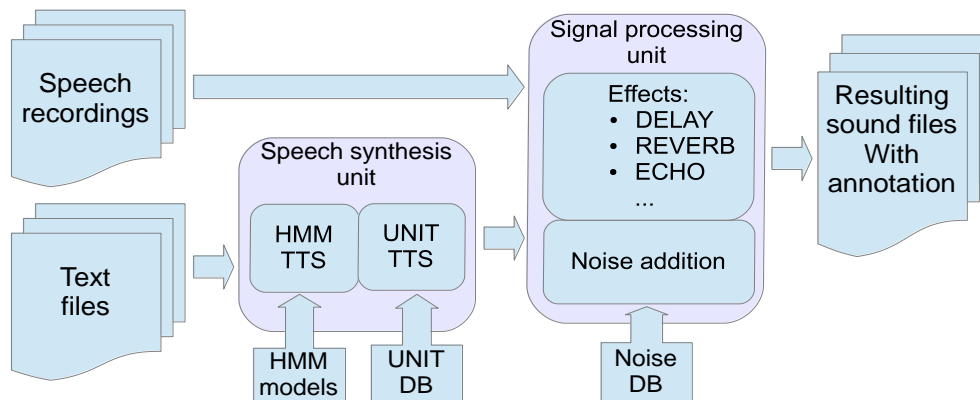 Speech
recordings
Text
files
Speech synthesis
unit
HMM
TTS
UNIT
TTS
HMM
models
UNIT
DB
Signal processing
unit
Effects:
• DELAY
• REVERB
• ECHO
...
Noise addition
Noise
DB
Resulting
sound files
With
annotation